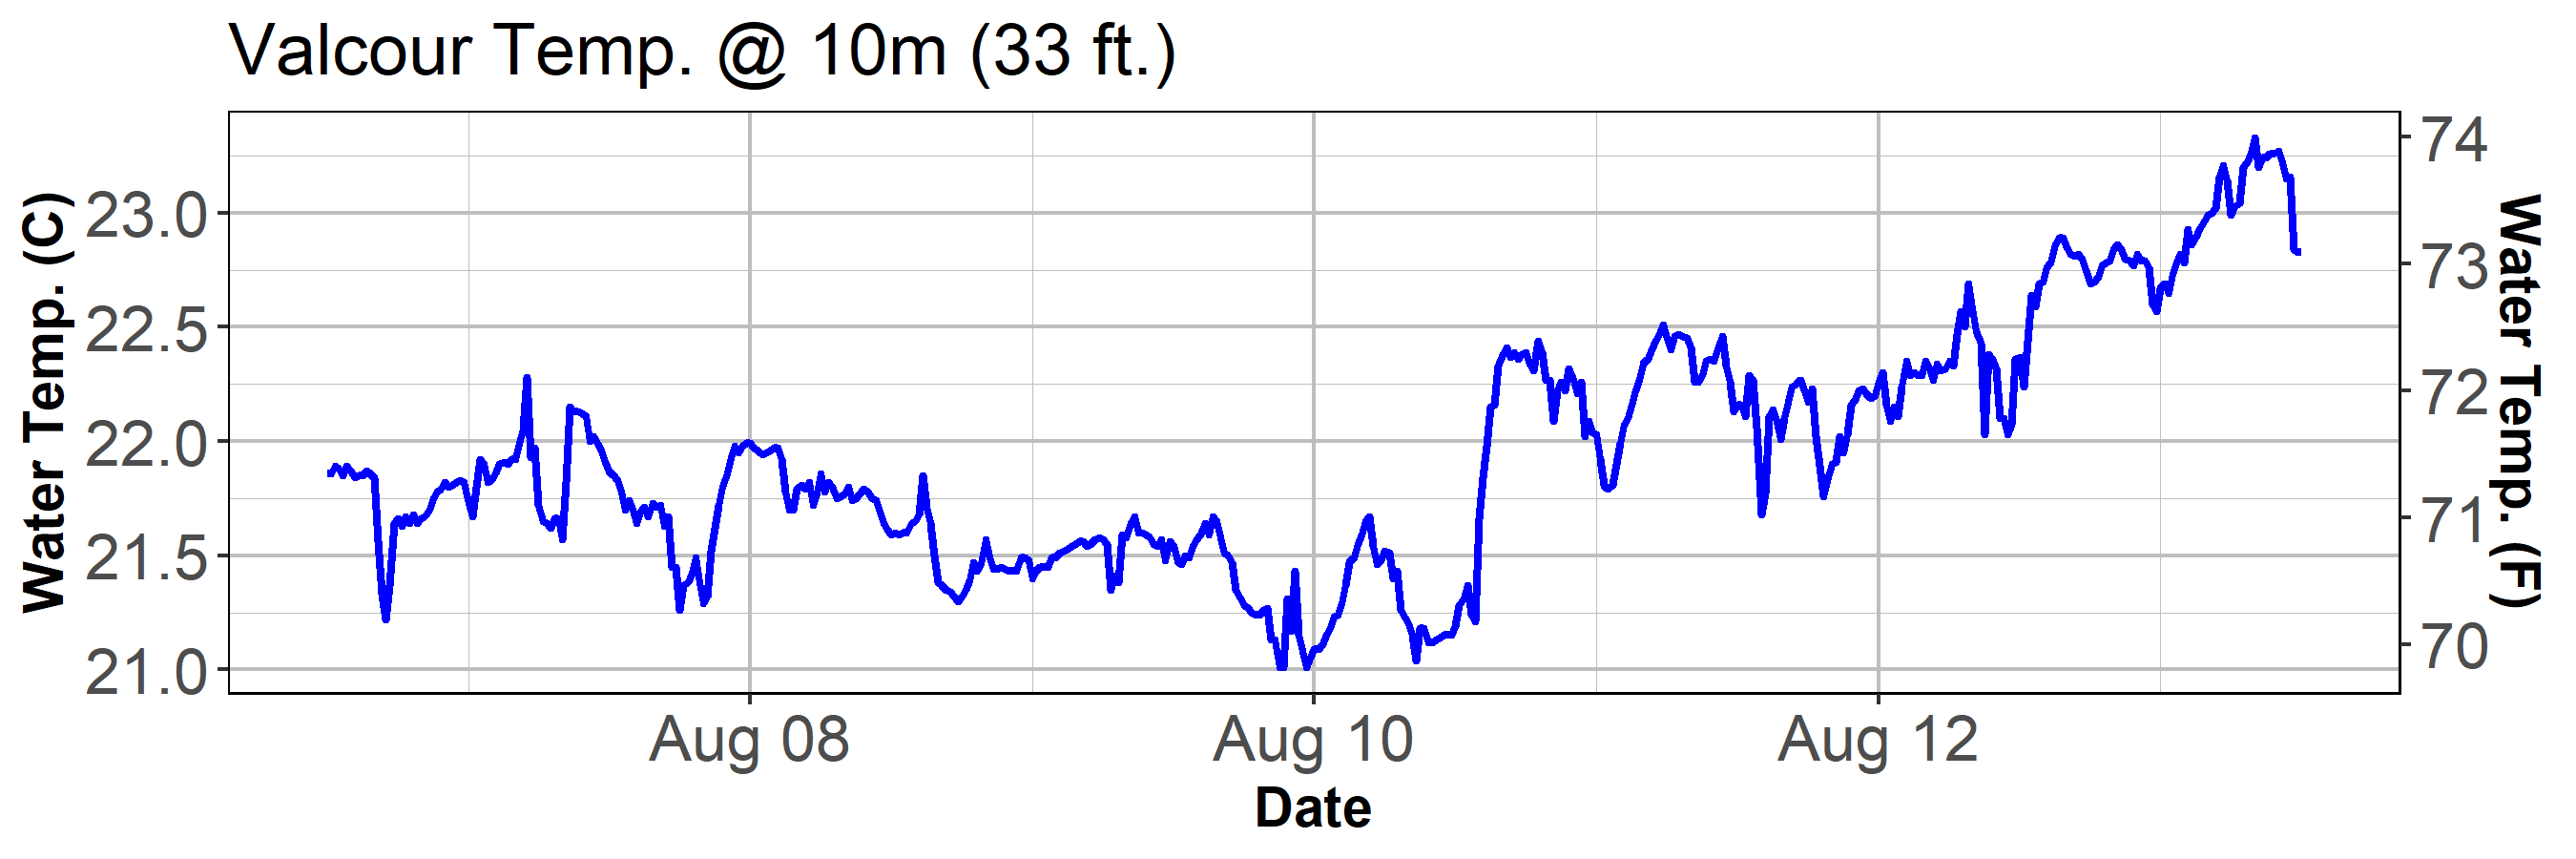 Valcour Temp. @ 10m (33 ft.)
Water Temp. (C)
23.0
22.5
22.0
21.5
21.0
74
73
72
71
70
Water Temp. (F)
Aug 08 Aug 10 Aug 12
Date